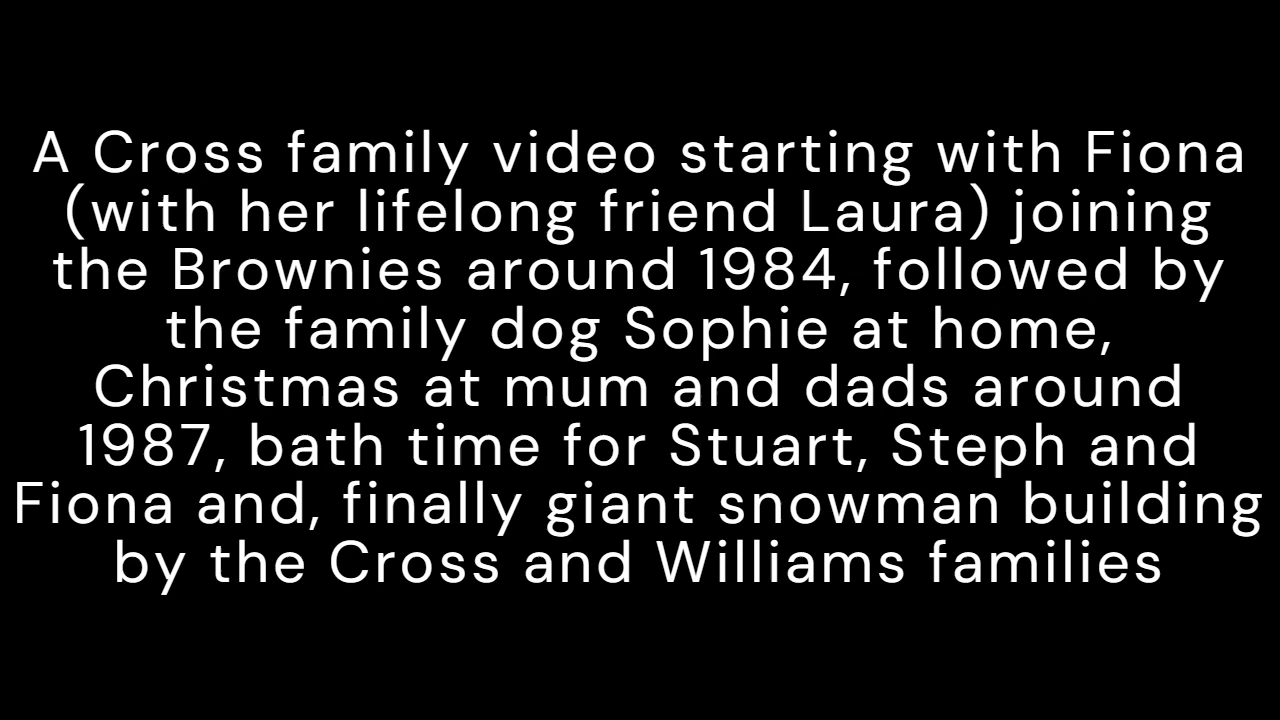 A Cross family video starting with Fiona
(with her lifelong friend Laura) joining
the Brownies around 1984, followed by
the family dog Sophie at home,
Christmas at mum and dads around
1987, bath time for Stuart, Steph and
Fiona and, finally giant snowman building
by the Cross and Williams families